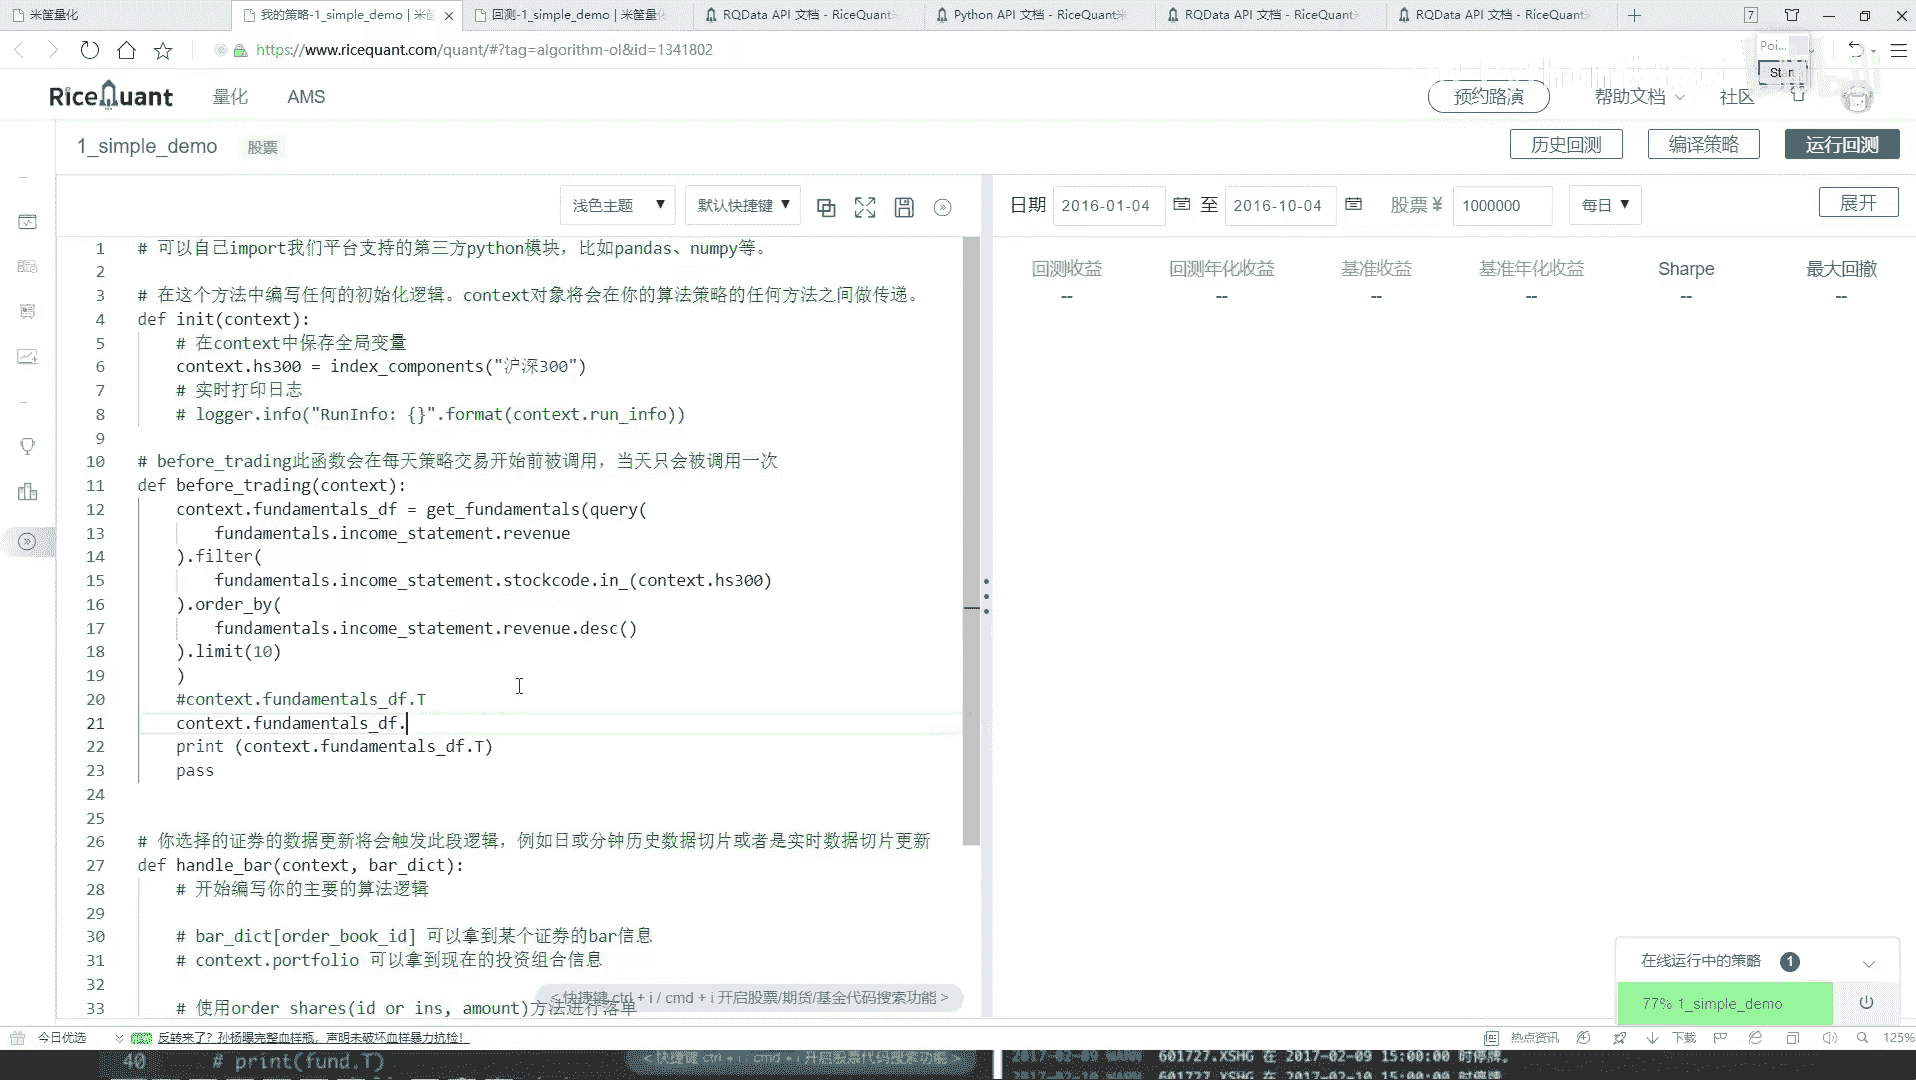 米筐量化
我的策略-1_simple_demo | 米筐
回测-1_simple_demo | 米筐量化
RQData API 文档 - RiceQuant
Python API 文档 - RiceQuant米
RQData API 文档 - RiceQuant
RQData API 文档 - RiceQuant
7
https://www.ricequant.com/quant/#?tag=algorithm-ol&id=1341802
Poi...
Start
RiceQuant
量化
AMS
预约路演
帮助文档
社区
1_simple_demo
股票
历史回测
编译策略
运行回测
浅色主题
默认快捷键
日期
2016-01-04
至
2016-10-04
股票 ¥
1000000
每日
展开
回测收益
回测年化收益
基准收益
基准年化收益
Sharpe
最大回撤
--
--
--
--
--
--
1 # 可以自己import我们平台支持的第三方python模块，比如pandas、numpy等。
2
3 # 在这个方法中编写任何的初始化逻辑。context对象将会在你的算法策略的任何方法之间做传递。
4 def init(context):
5 # 在context中保存全局变量
6 context.hs300 = index_components("沪深300")
7 # 实时打印日志
8 # logger.info("RunInfo: {}".format(context.run_info))
9
10 # before_trading此函数会在每天策略交易开始前被调用，当天只会被调用一次
11 def before_trading(context):
12 context.fundamentals_df = get_fundamentals(query(
13 fundamentals.income_statement.revenue
14 ).filter(
15 fundamentals.income_statement.stockcode.in_(context.hs300)
16 ).order_by(
17 fundamentals.income_statement.revenue.desc()
18 ).limit(10)
19 )
20 #context.fundamentals_df.T
21 context.fundamentals_df.
22 print (context.fundamentals_df.T)
23 pass
24
25
26 # 你选择的证券的数据更新将会触发此段逻辑，例如日或分钟历史数据切片或者是实时数据切片更新
27 def handle_bar(context, bar_dict):
28 # 开始编写你的主要的算法逻辑
29
30 # bar_dict[order_book_id] 可以拿到某个证券的bar信息
31 # context.portfolio 可以拿到现在的投资组合信息
32
33 # 使用order_shares(id_or_ins, amount)方法进行落单
< 快捷键 ctrl + i / cmd + i 开启股票/期货/基金代码搜索功能 >
在线运行中的策略 1
77% 1_simple_demo
今日优选
反转来了？孙杨曝完整血样瓶，声明未破坏血样暴力抗检！
热点资讯
下载
125%
40 # print(fund.T)
< 快捷键 ctrl + i / cmd + i 开启股票代码搜索功能 >
2017-02-09 WARN 601727.XSHG 在 2017-02-09 15:00:00 时停牌。
2017-02-10 WARN 601727.XSHG 在 2017-02-10 15:00:00 时停牌。